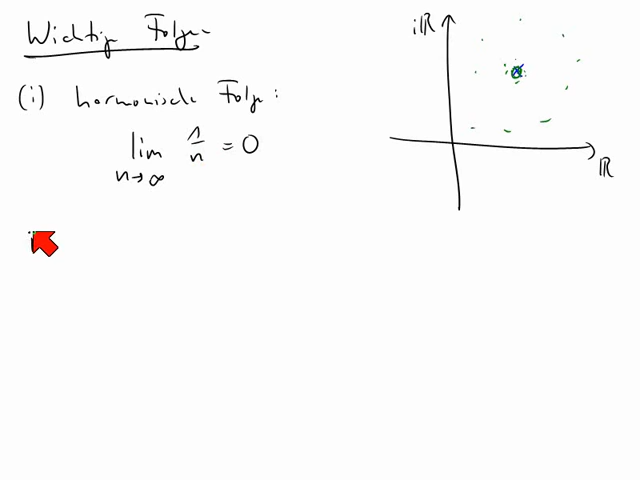 Wichtige Folgen
(i) harmonische Folge:
lim 1/n = 0
n→∞
iℝ
ℝ